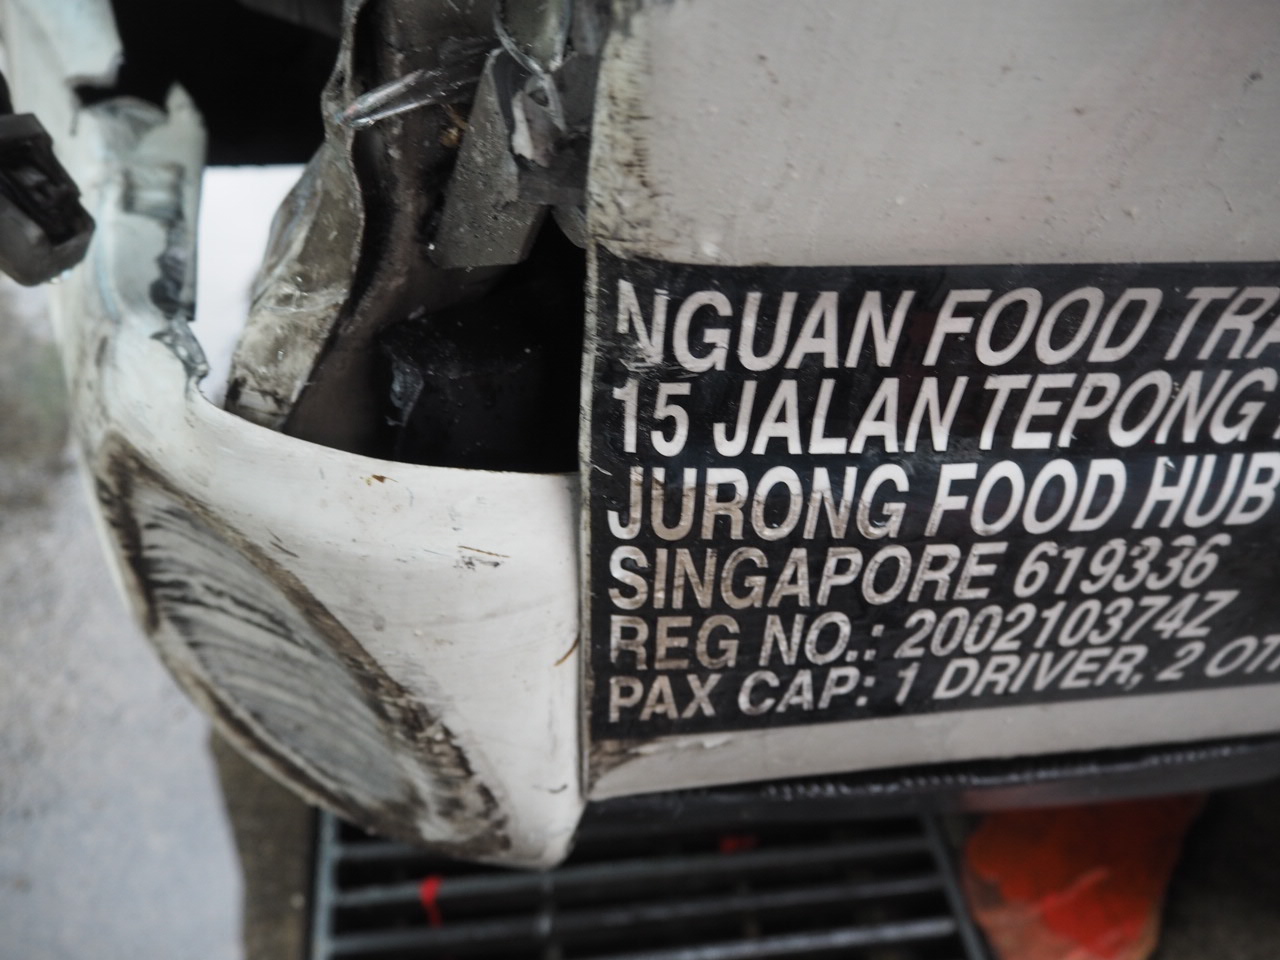 NGUAN FOOD TRA
15 JALAN TEPONG
JURONG FOOD HUB
SINGAPORE 619336
REG NO.: 200210374Z
PAX CAP: 1 DRIVER, 2 OTH